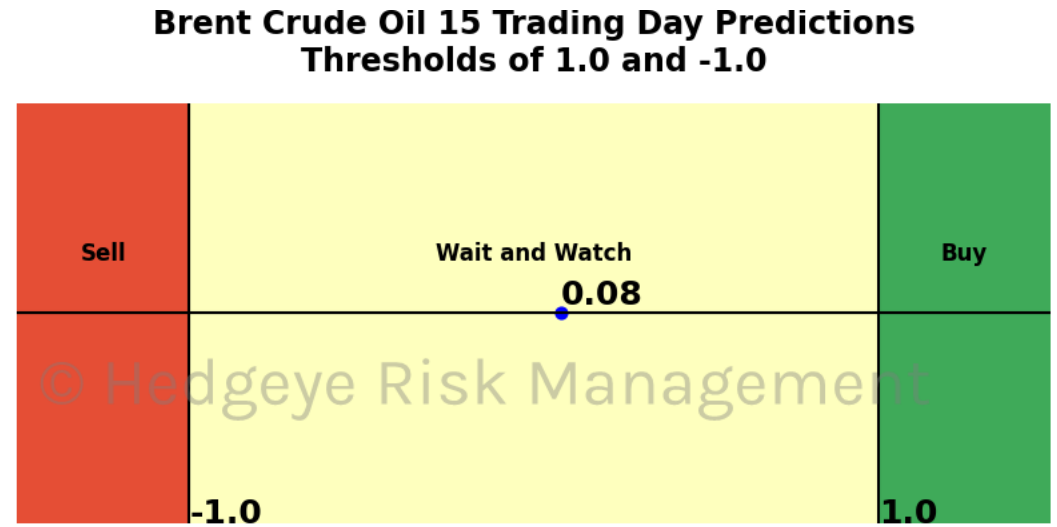 Brent Crude Oil 15 Trading Day Predictions
Thresholds of 1.0 and -1.0
Sell
Wait and Watch
Buy
0.08
© Hedgeye Risk Management
-1.0
1.0